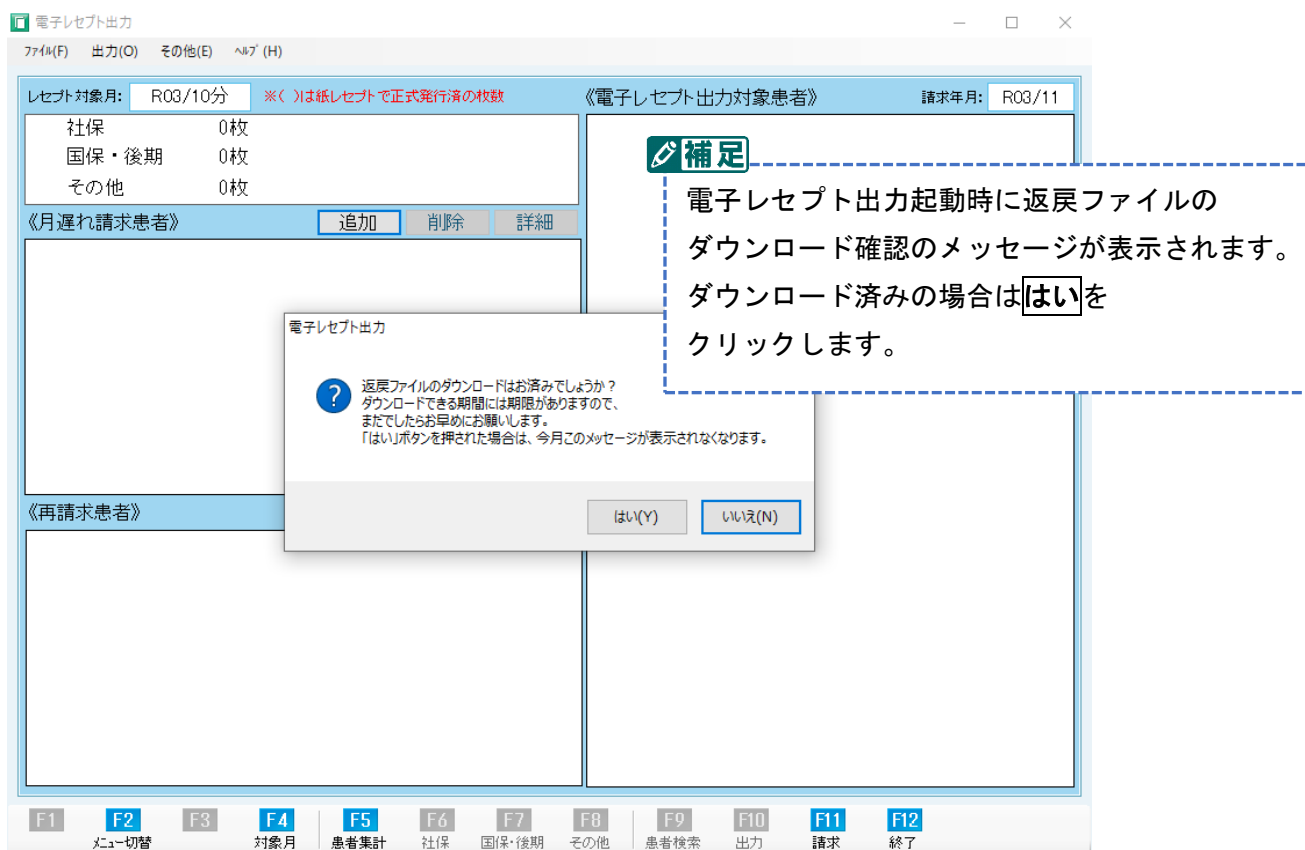 電子レセプト出力
ファイル(F) 出力(O) その他(E) ヘルプ(H)
レセプト対象月: R03/10分 ※( )は紙レセプトで正式発行済の枚数
《電子レセプト出力対象患者》 請求年月: R03/11
社保 0枚
国保・後期 0枚
その他 0枚
《月遅れ請求患者》 追加 削除 詳細
補足
電子レセプト出力起動時に返戻ファイルの
ダウンロード確認のメッセージが表示されます。
ダウンロード済みの場合ははいを
クリックします。
電子レセプト出力
返戻ファイルのダウンロードはお済みでしょうか？
ダウンロードできる期間には期限がありますので、
まだでしたらお早めにお願いします。
「はい」ボタンを押された場合は、今月このメッセージが表示されなくなります。
はい(Y) いいえ(N)
《再請求患者》
F1 F2 F3 F4 F5 F6 F7 F8 F9 F10 F11 F12
メニュー切替 対象月 患者集計 社保 国保・後期 その他 患者検索 出力 請求 終了